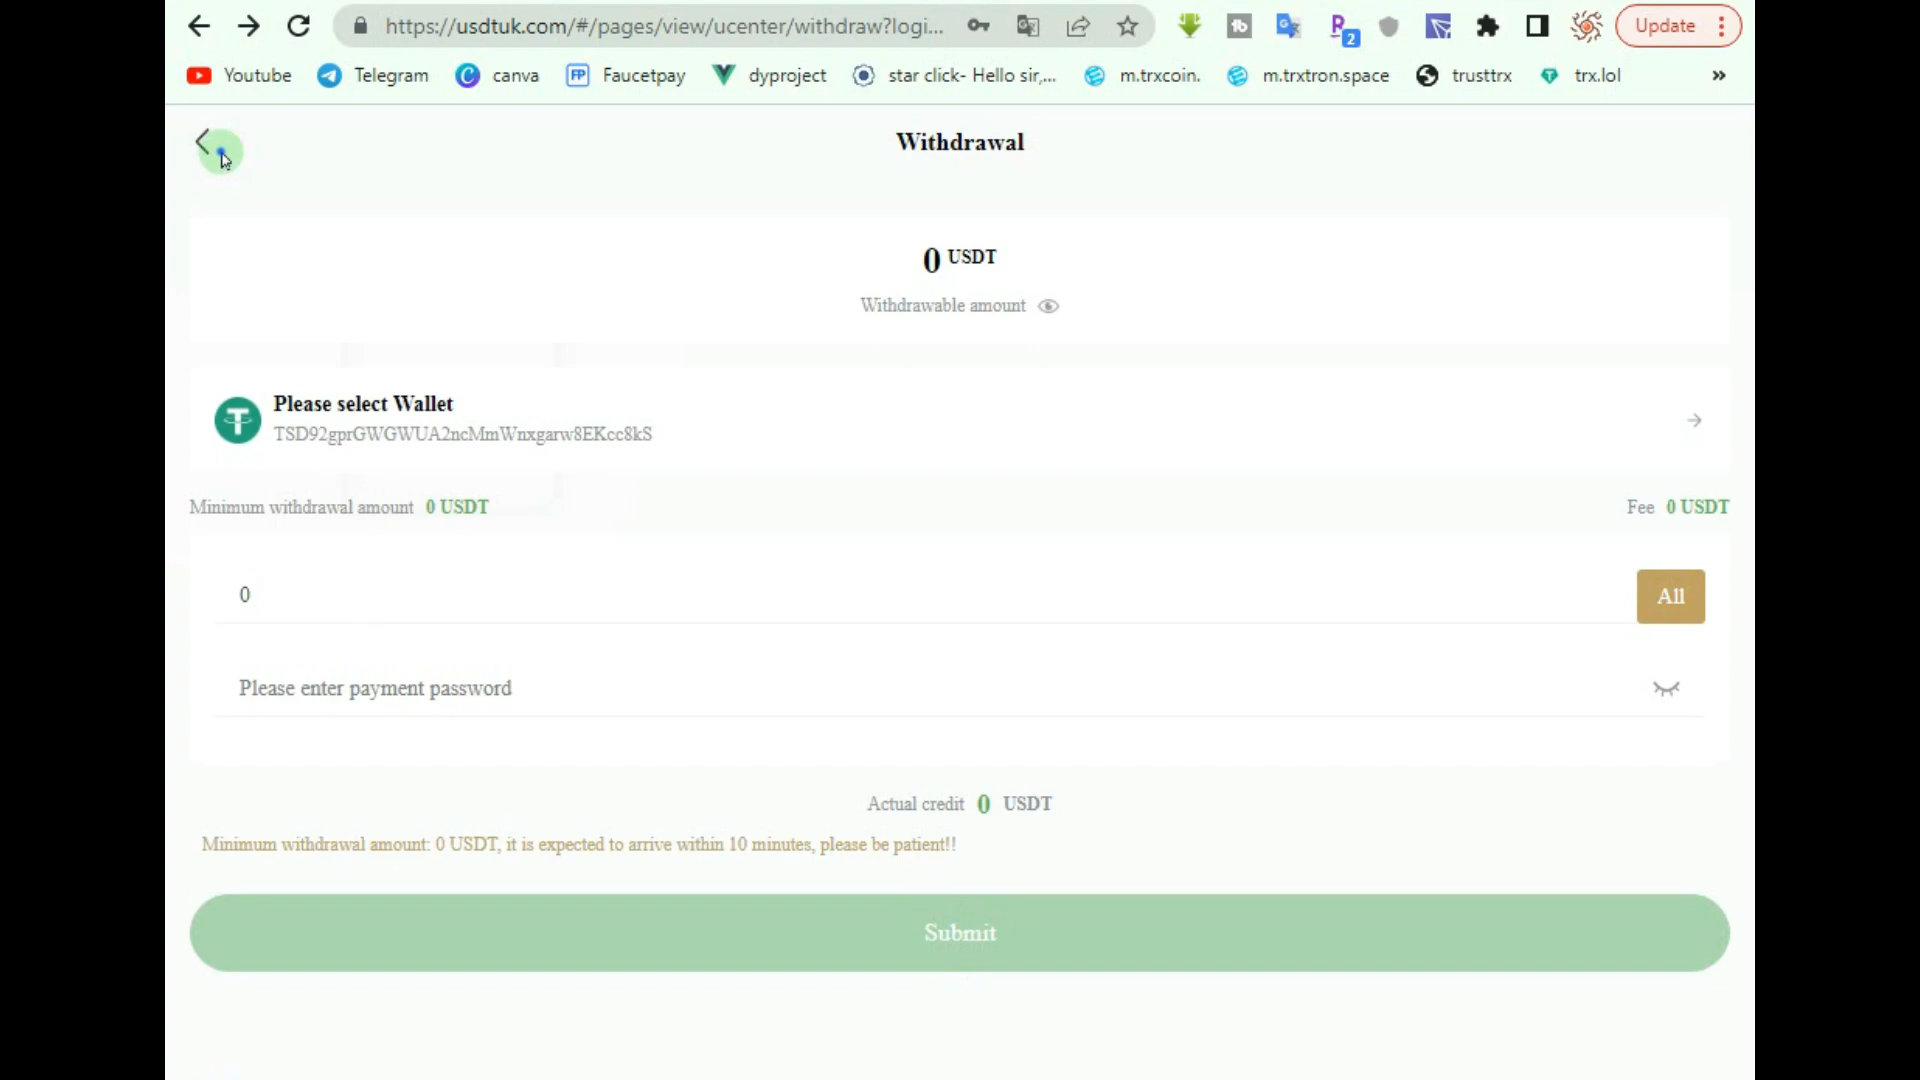 https://usdtuk.com/#/pages/view/ucenter/withdraw?logi... Update
Youtube Telegram canva FP Faucetpay dyproject star click- Hello sir,... m.trxcoin. m.trxtron.space trusttrx trx.lol »
Withdrawal
0 USDT
Withdrawable amount
Please select Wallet
TSD92gprGWGWUA2ncMmWnxgarw8EKcc8kS
Minimum withdrawal amount 0 USDT Fee 0 USDT
0 All
Please enter payment password
Actual credit 0 USDT
Minimum withdrawal amount: 0 USDT, it is expected to arrive within 10 minutes, please be patient!!
Submit